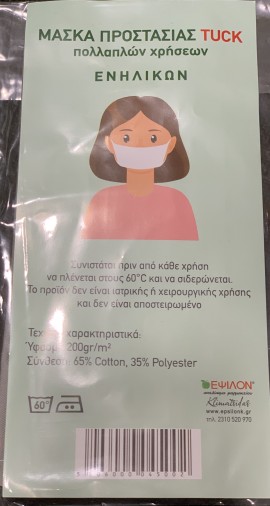 ΜΑΣΚΑ ΠΡΟΣΤΑΣΙΑΣ TUCK
πολλαπλών χρήσεων
ΕΝΗΛΙΚΩΝ
Συνιστάται πριν από κάθε χρήση
να πλένεται στους 60°C και να σιδερώνεται.
Το προϊόν δεν είναι ιατρικής ή χειρουργικής χρήσης
και δεν είναι αποστειρωμένο
χαρακτηριστικά:
200gr/m²
Σύνθεση: 65% Cotton, 35% Polyester
60°
ΕΨΙΛΟΝ
Klimatsidas
www.epsilonk.gr
τηλ. 2310 520 970